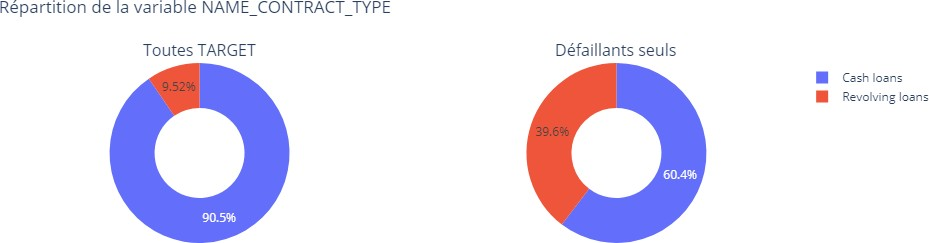 Répartition de la variable NAME_CONTRACT_TYPE
Toutes TARGET
Défaillants seuls
9.52%
90.5%
39.6%
60.4%
Cash loans
Revolving loans